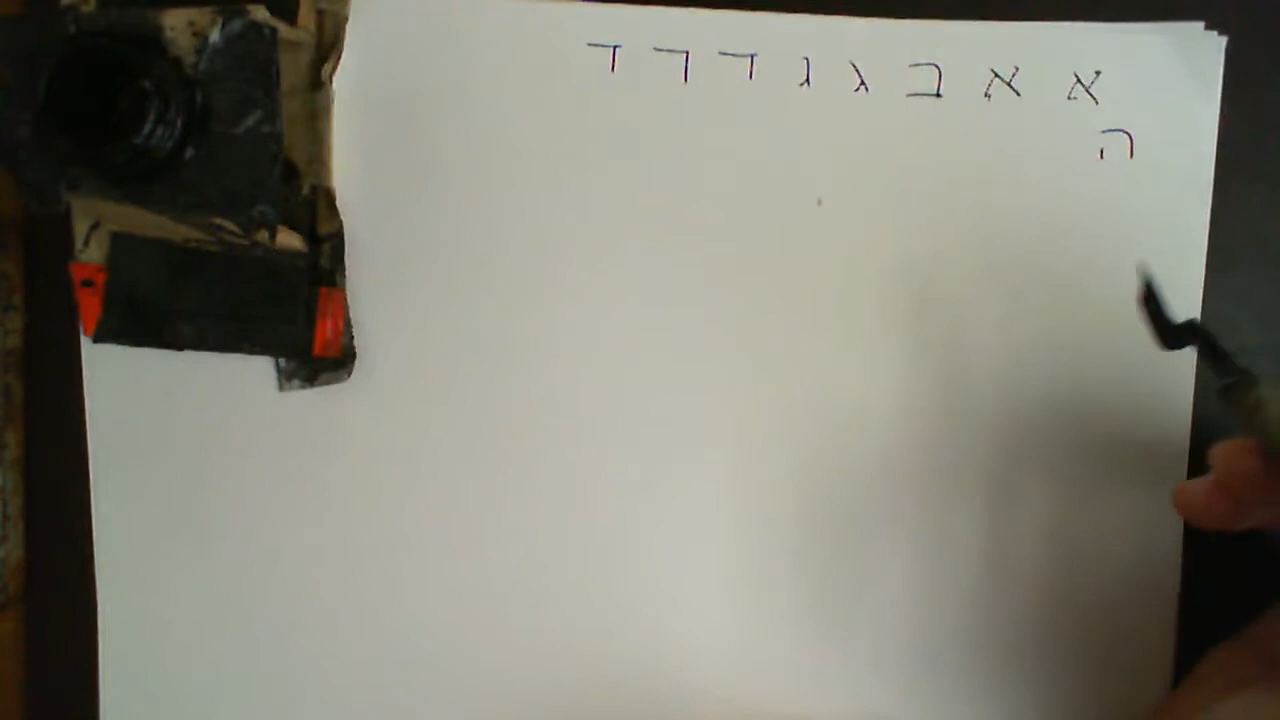 א א ב ג ג ד ד ד
ה